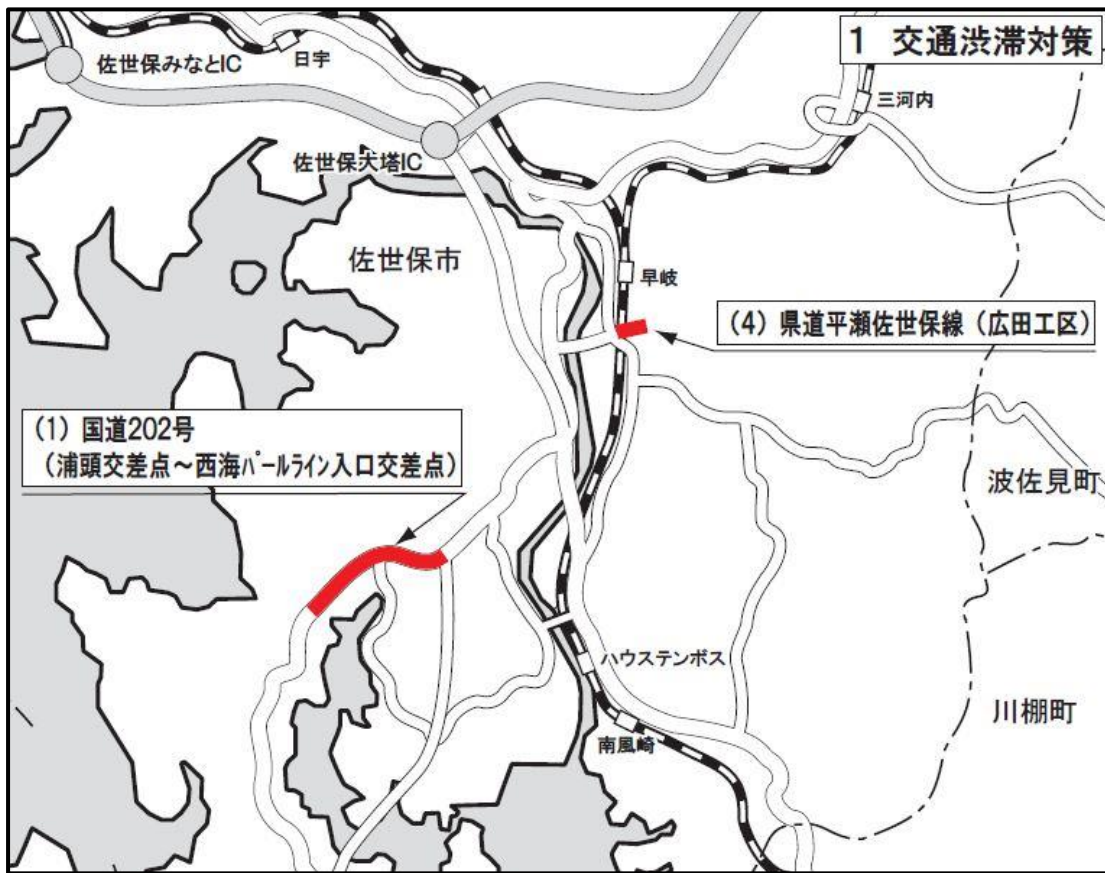 1 交通渋滞対策
佐世保みなとIC
日宇
三河内
佐世保大塔IC
佐世保市
早岐
(4) 県道平瀬佐世保線（広田工区）
(1) 国道202号
（浦頭交差点～西海ﾊﾟｰﾙﾗｲﾝ入口交差点）
波佐見町
ハウステンボス
川棚町
南風崎